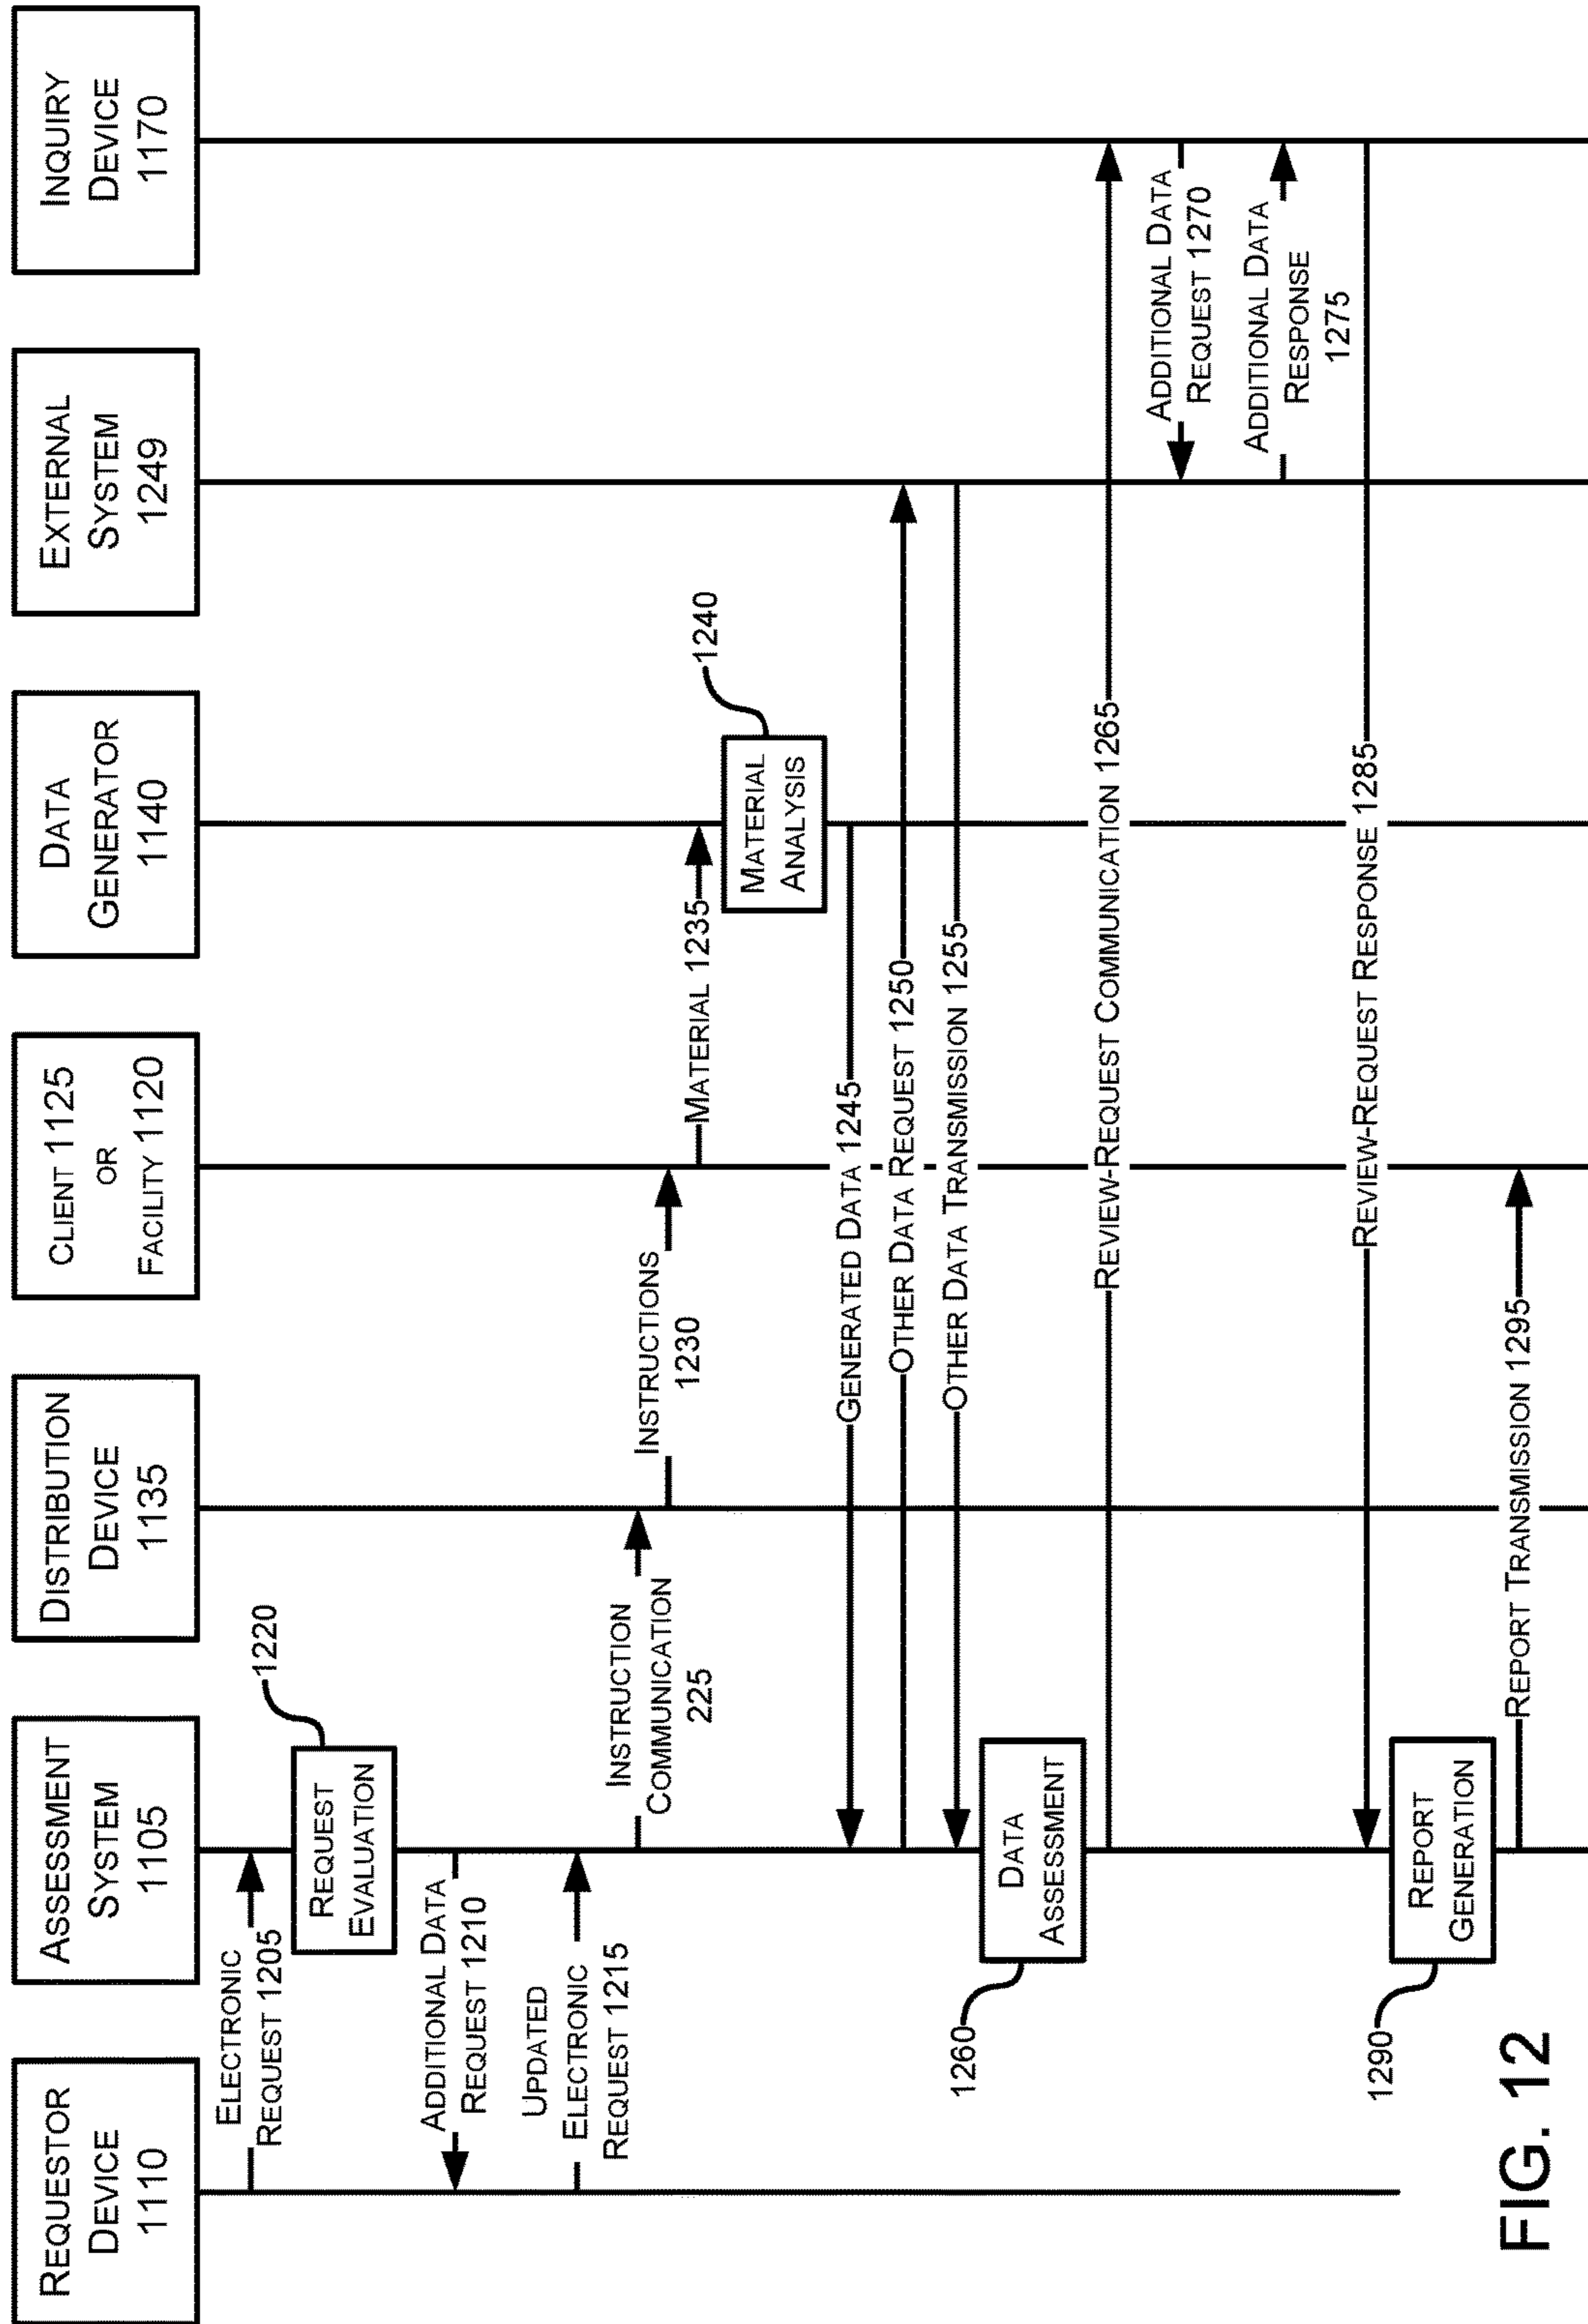 REQUESTOR
DEVICE
1110
ASSESSMENT
SYSTEM
1105
DISTRIBUTION
DEVICE
1135
CLIENT 1125
OR
FACILITY 1120
DATA
GENERATOR
1140
EXTERNAL
SYSTEM
1249
INQUIRY
DEVICE
1170
ELECTRONIC
REQUEST 1205
REQUEST
EVALUATION
1220
ADDITIONAL DATA
REQUEST 1210
UPDATED
ELECTRONIC
REQUEST 1215
INSTRUCTION
COMMUNICATION
225
INSTRUCTIONS
1230
MATERIAL 1235
MATERIAL
ANALYSIS
1240
GENERATED DATA 1245
OTHER DATA REQUEST 1250
OTHER DATA TRANSMISSION 1255
DATA
ASSESSMENT
1260
REVIEW-REQUEST COMMUNICATION 1265
ADDITIONAL DATA
REQUEST 1270
ADDITIONAL DATA
RESPONSE
1275
REVIEW-REQUEST RESPONSE 1285
REPORT
GENERATION
1290
REPORT TRANSMISSION 1295
FIG. 12